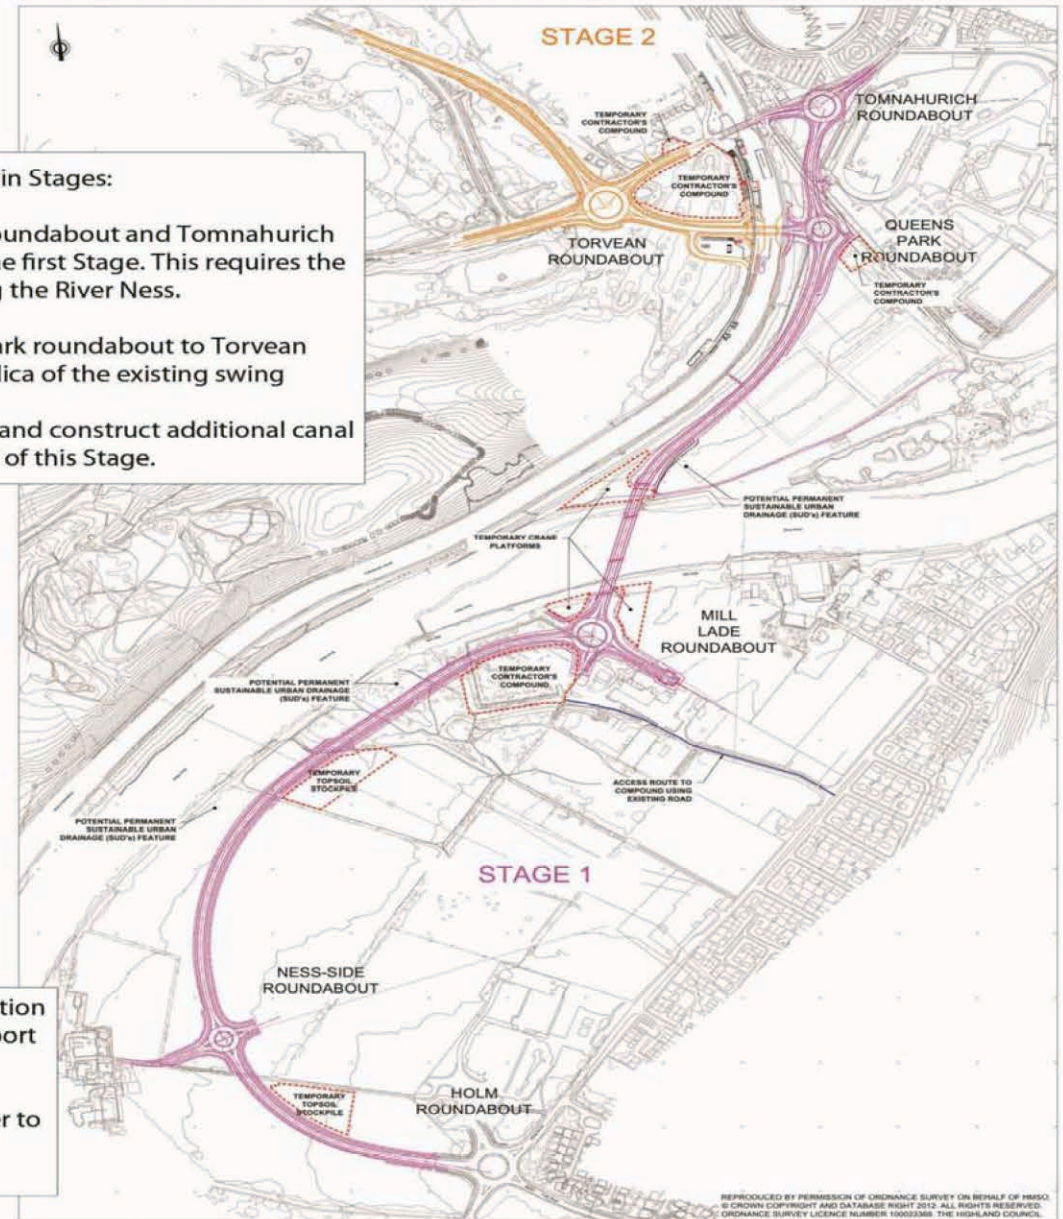 STAGE 2
TOMNAHURICH
ROUNDABOUT
TEMPORARY
CONTRACTOR'S
COMPOUND
in Stages:
oundabout and Tomnahurich
e first Stage. This requires the
g the River Ness.
ark roundabout to Torvean
lica of the existing swing
and construct additional canal
of this Stage.
TEMPORARY
CONTRACTOR'S
COMPOUND
TORVEAN
ROUNDABOUT
QUEENS
PARK
ROUNDABOUT
TEMPORARY
CONTRACTOR'S
COMPOUND
POTENTIAL PERMANENT
SUSTAINABLE URBAN
DRAINAGE (SUD's) FEATURE
TEMPORARY CRANE
PLATFORMS
MILL
LADE
ROUNDABOUT
TEMPORARY
CONTRACTOR'S
COMPOUND
POTENTIAL PERMANENT
SUSTAINABLE URBAN DRAINAGE
(SUD's) FEATURE
TEMPORARY
TOPSOIL
STOCKPILE
ACCESS ROUTE TO
COMPOUND USING
EXISTING ROAD
POTENTIAL PERMANENT
SUSTAINABLE URBAN
DRAINAGE (SUD's) FEATURE
STAGE 1
NESS-SIDE
ROUNDABOUT
tion
port
er to
TEMPORARY
TOPSOIL
STOCKPILE
HOLM
ROUNDABOUT
REPRODUCED BY PERMISSION OF ORDNANCE SURVEY ON BEHALF OF HMSO.
© CROWN COPYRIGHT AND DATABASE RIGHT 2012. ALL RIGHTS RESERVED.
ORDNANCE SURVEY LICENCE NUMBER 100023369. THE HIGHLAND COUNCIL.